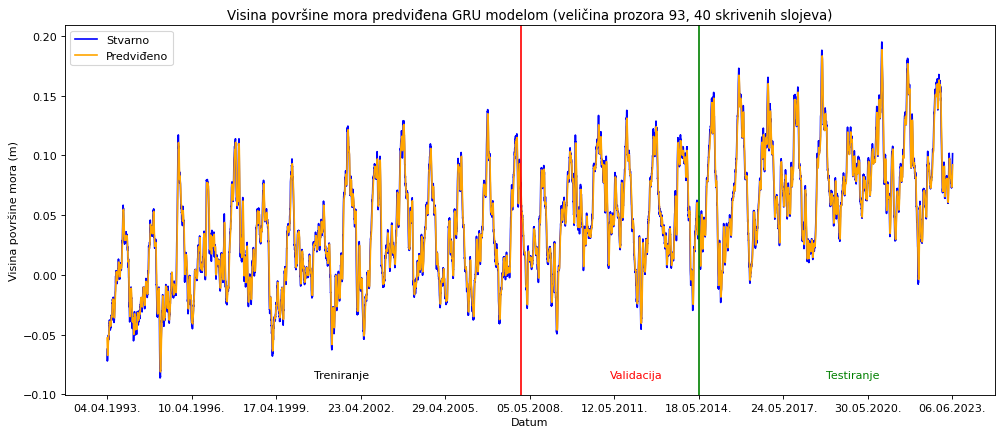 Visina površine mora predviđena GRU modelom (veličina prozora 93, 40 skrivenih slojeva)
Stvarno
Predviđeno
Visina površine mora (m)
0.20
0.15
0.10
0.05
0.00
−0.05
−0.10
Treniranje
Validacija
Testiranje
04.04.1993.
10.04.1996.
17.04.1999.
23.04.2002.
29.04.2005.
05.05.2008.
12.05.2011.
18.05.2014.
24.05.2017.
30.05.2020.
06.06.2023.
Datum